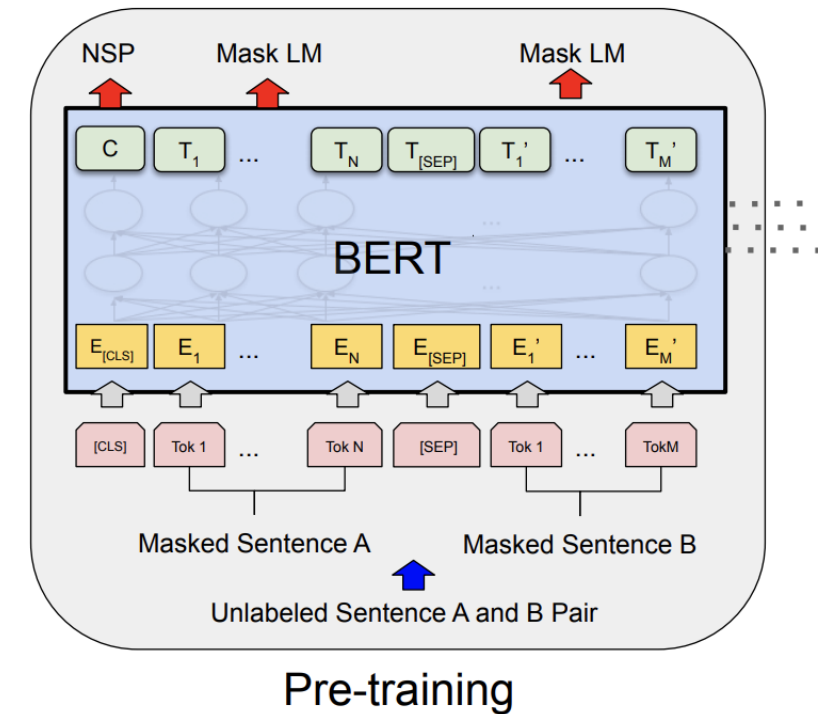 NSP Mask LM Mask LM
C T1 ... TN T[SEP] T1' ... TM'
...
BERT
...
E[CLS] E1 ... EN E[SEP] E1' ... EM'
[CLS] Tok 1 ... Tok N [SEP] Tok 1 ... TokM
Masked Sentence A Masked Sentence B
Unlabeled Sentence A and B Pair
Pre-training